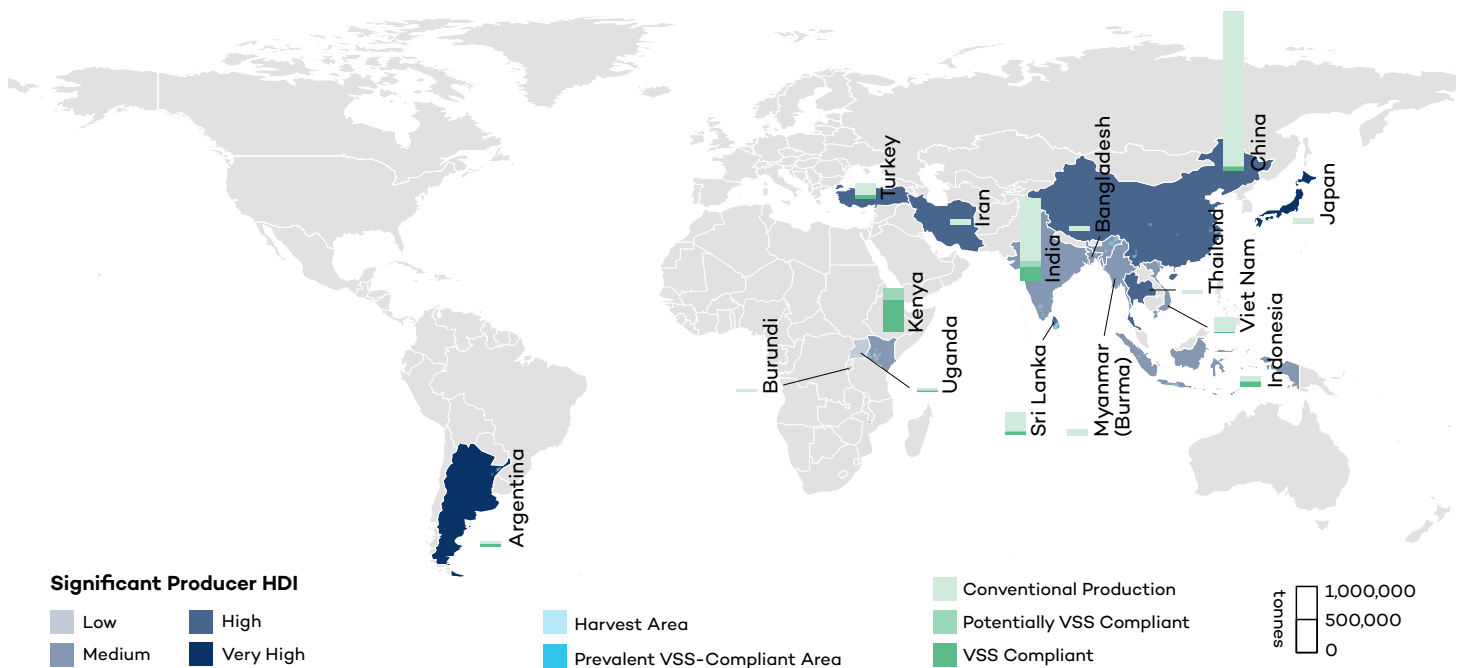 China
Turkey
Bangladesh
Iran
Japan
Thailand
India
Kenya
Viet Nam
Burundi
Uganda
Sri Lanka
Myanmar
(Burma)
Indonesia
Argentina
Significant Producer HDI
Low
High
Medium
Very High
Harvest Area
Prevalent VSS-Compliant Area
Conventional Production
Potentially VSS Compliant
VSS Compliant
tonnes
1,000,000
500,000
0